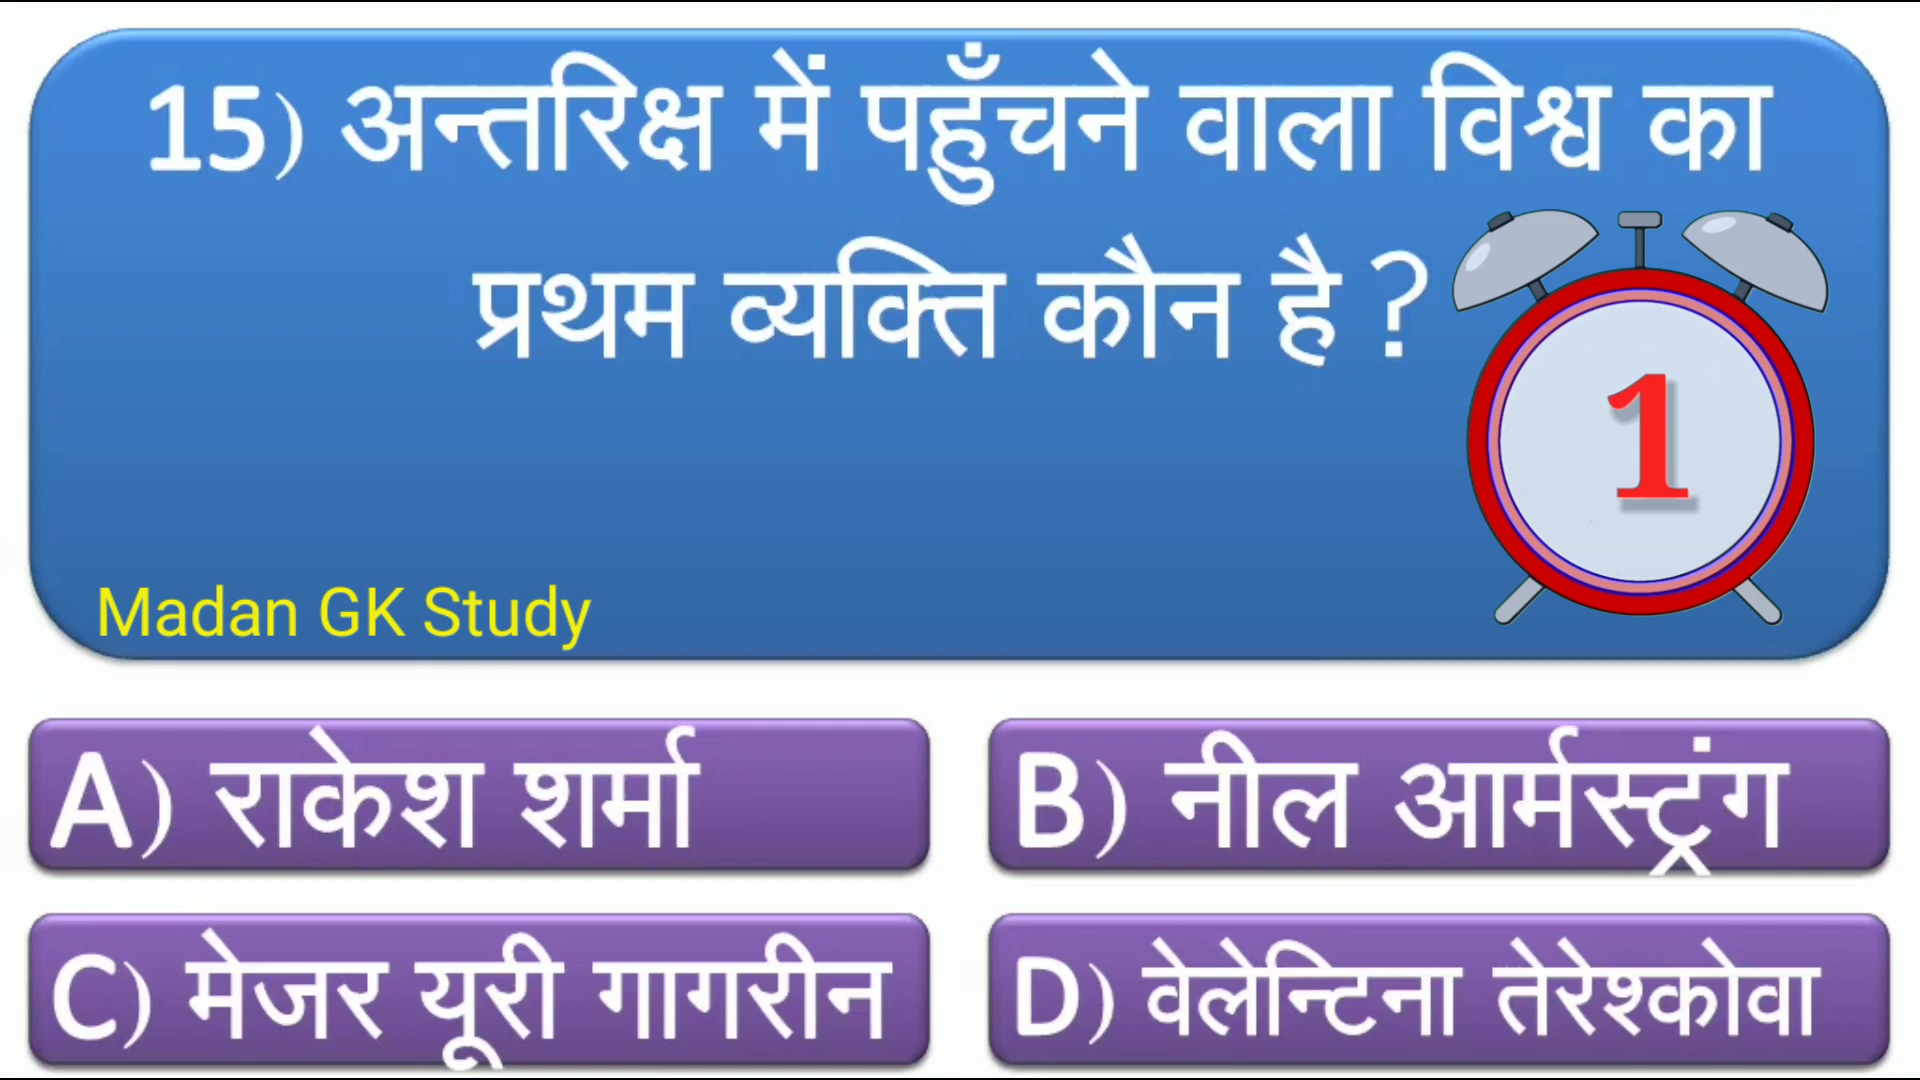 15) अन्तरिक्ष में पहुँचने वाला विश्व का
प्रथम व्यक्ति कौन है ?
1
Madan GK Study
A) राकेश शर्मा
B) नील आर्मस्ट्रंग
C) मेजर यूरी गागरीन
D) वेलेन्टिना तेरेश्कोवा